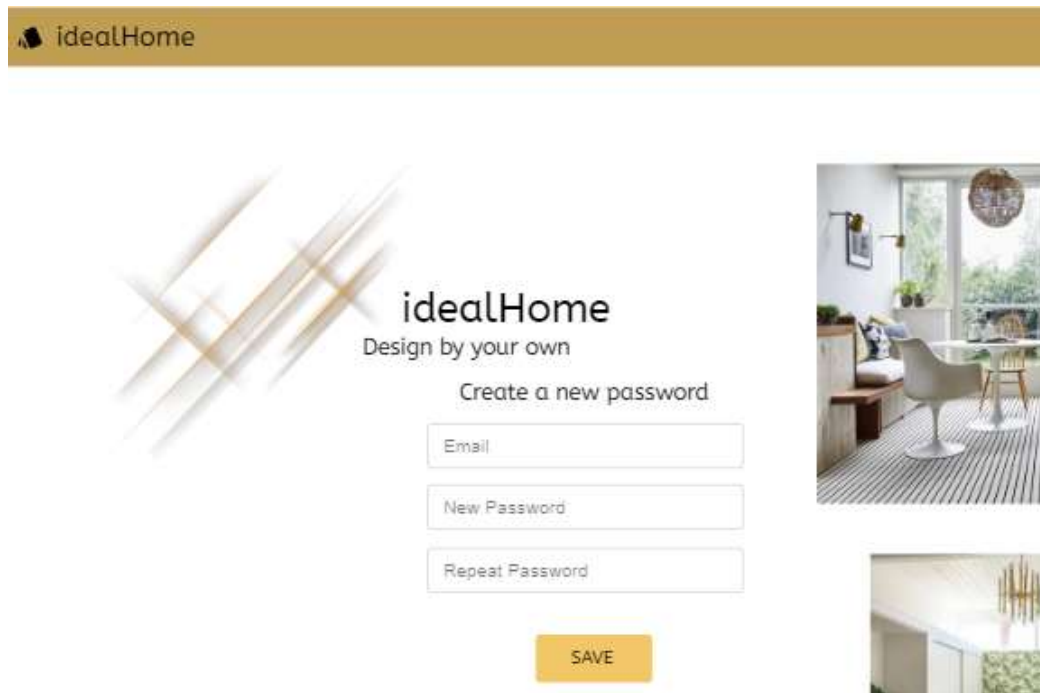 idealHome
idealHome
Design by your own
Create a new password
Email
New Password
Repeat Password
SAVE